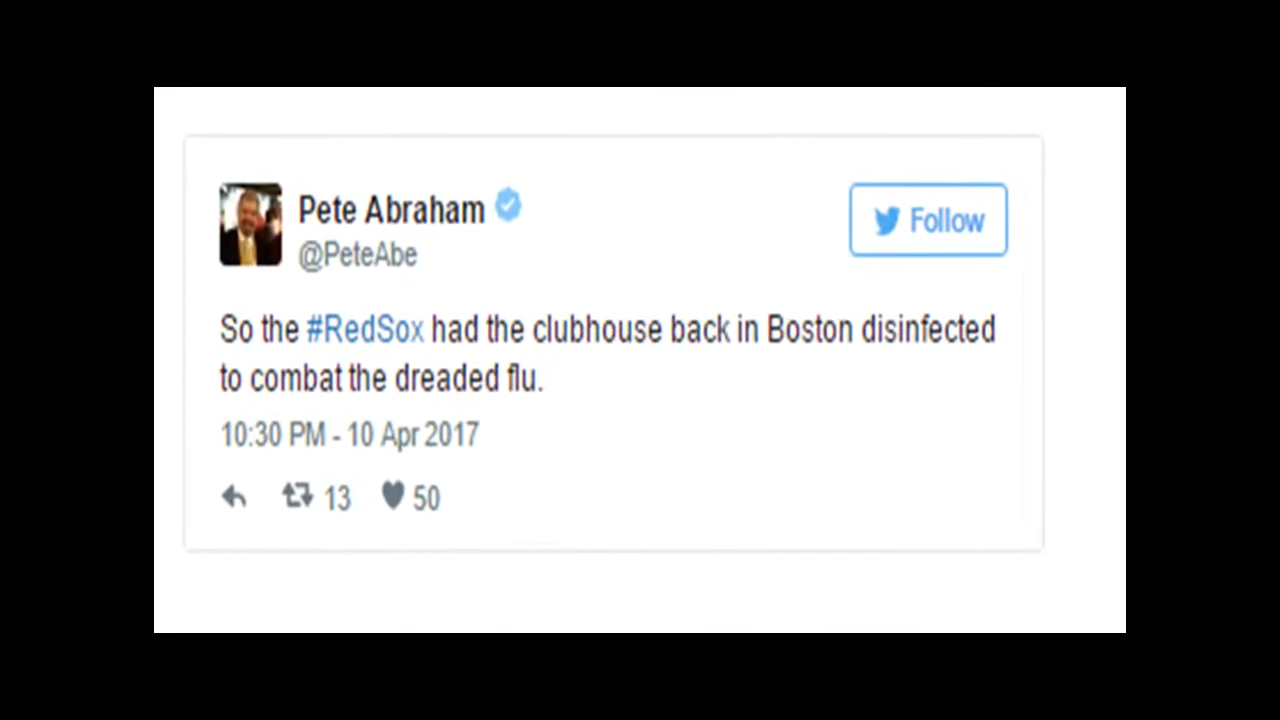 Pete Abraham
@PeteAbe
Follow
So the #RedSox had the clubhouse back in Boston disinfected
to combat the dreaded flu.
10:30 PM - 10 Apr 2017
13 50